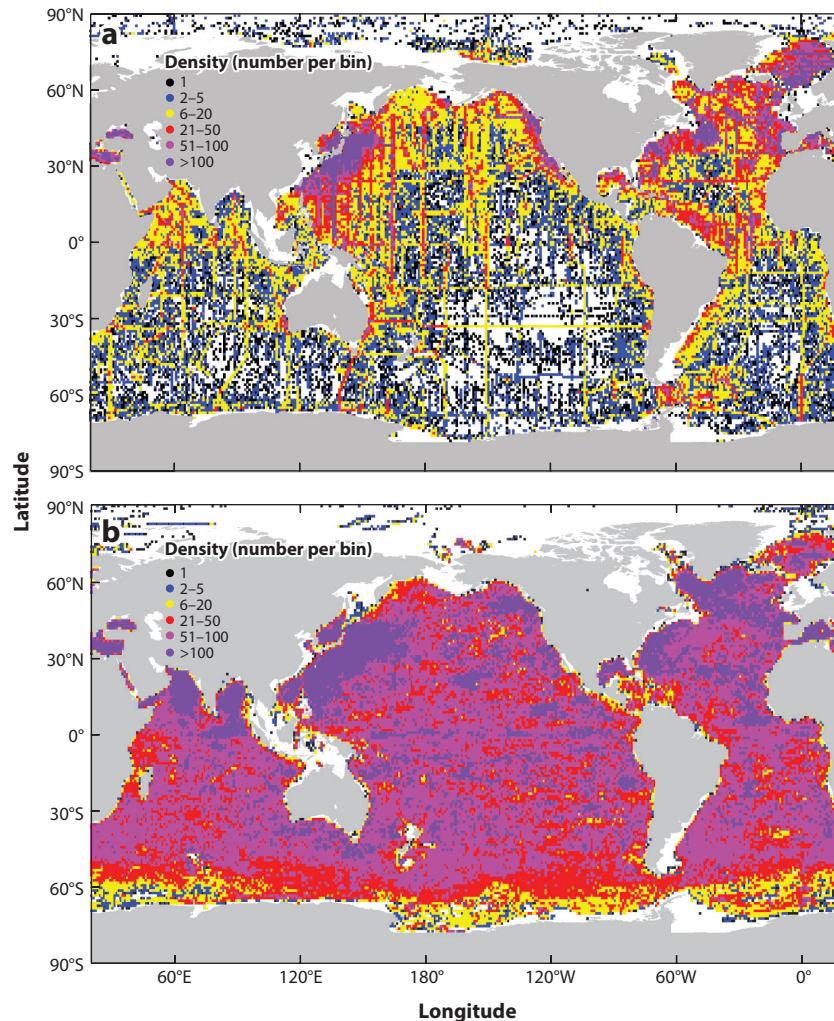 90°N
a
Density (number per bin)
1
2–5
6–20
21–50
51–100
>100
60°N
30°N
0°
30°S
60°S
90°S
Latitude
90°N
b
Density (number per bin)
1
2–5
6–20
21–50
51–100
>100
60°N
30°N
0°
30°S
60°S
90°S
60°E 120°E 180° 120°W 60°W 0°
Longitude